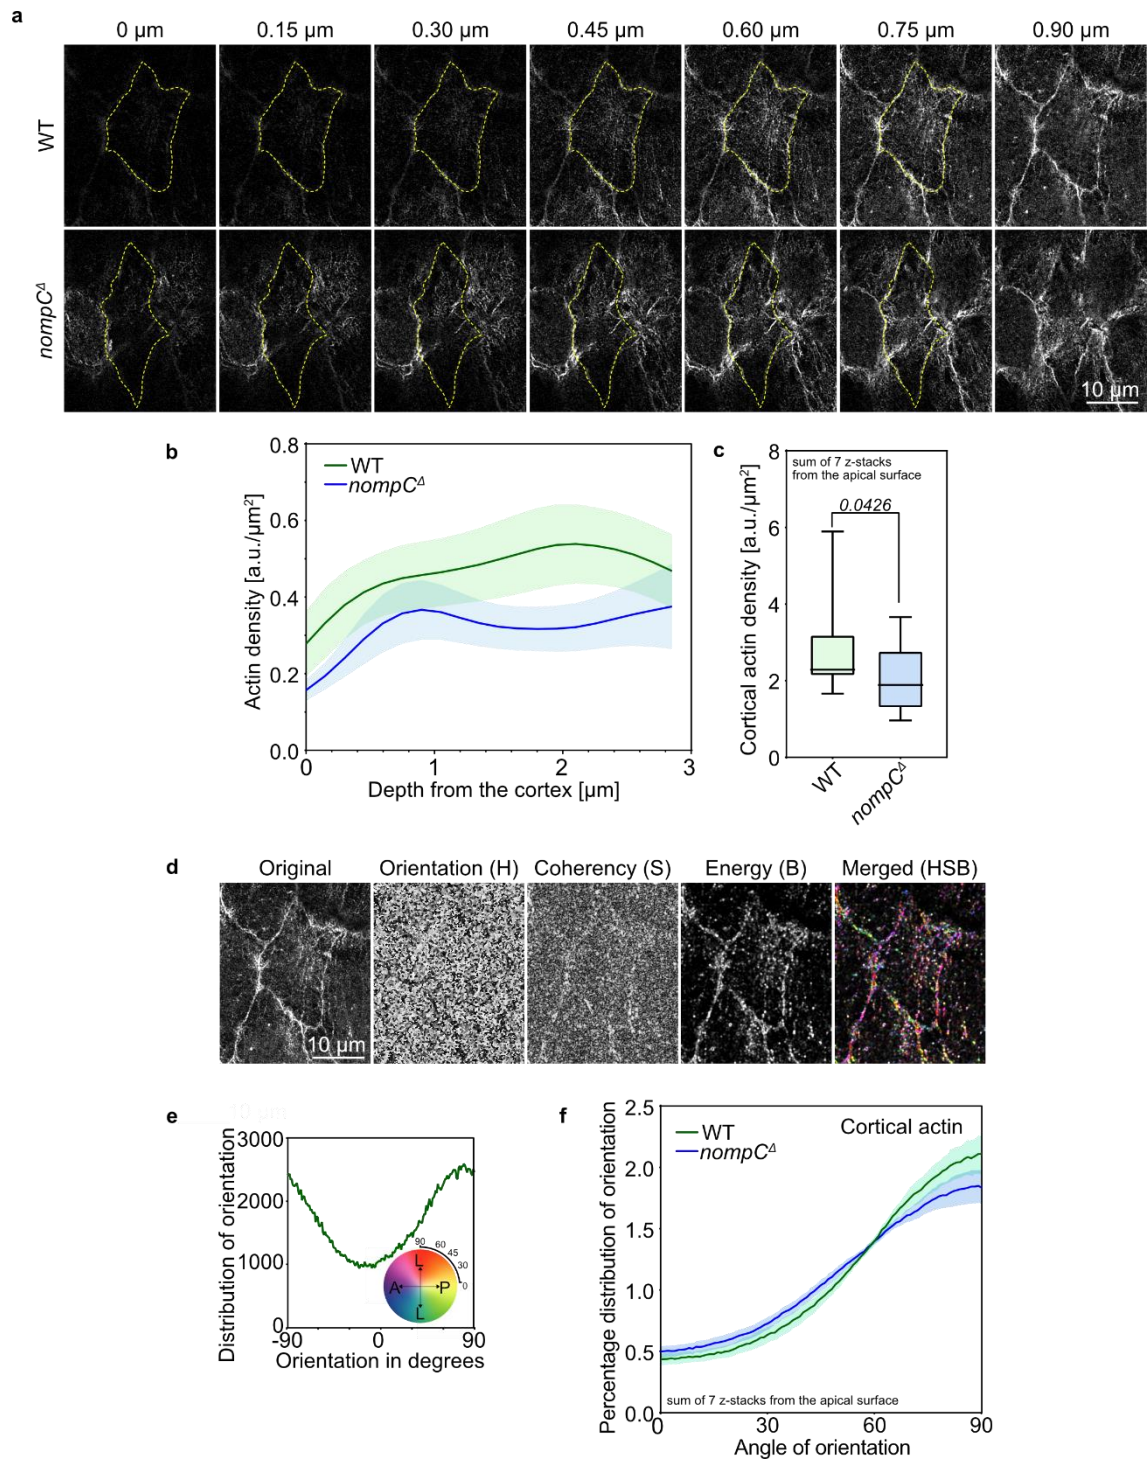 a
0 µm 0.15 µm 0.30 µm 0.45 µm 0.60 µm 0.75 µm 0.90 µm
WT
nompCᐞ
10 µm
b
0.8
0.6
0.4
0.2
0.0
Actin density [a.u./µm²]
WT
nompCᐞ
0 1 2 3
Depth from the cortex [µm]
c
8
6
4
2
0
Cortical actin density [a.u./µm²]
sum of 7 z-stacks
from the apical surface
0.0426
WT
nompCᐞ
d
Original Orientation (H) Coherency (S) Energy (B) Merged (HSB)
10 µm
e
3000
2000
1000
0
Distribution of orientation
90 60 45 30 0
L
A P
L
-90 0 90
Orientation in degrees
f
2.5
2.0
1.5
1.0
0.5
0.0
Percentage distribution of orientation
WT
nompCᐞ
Cortical actin
sum of 7 z-stacks from the apical surface
30 60 90
Angle of orientation